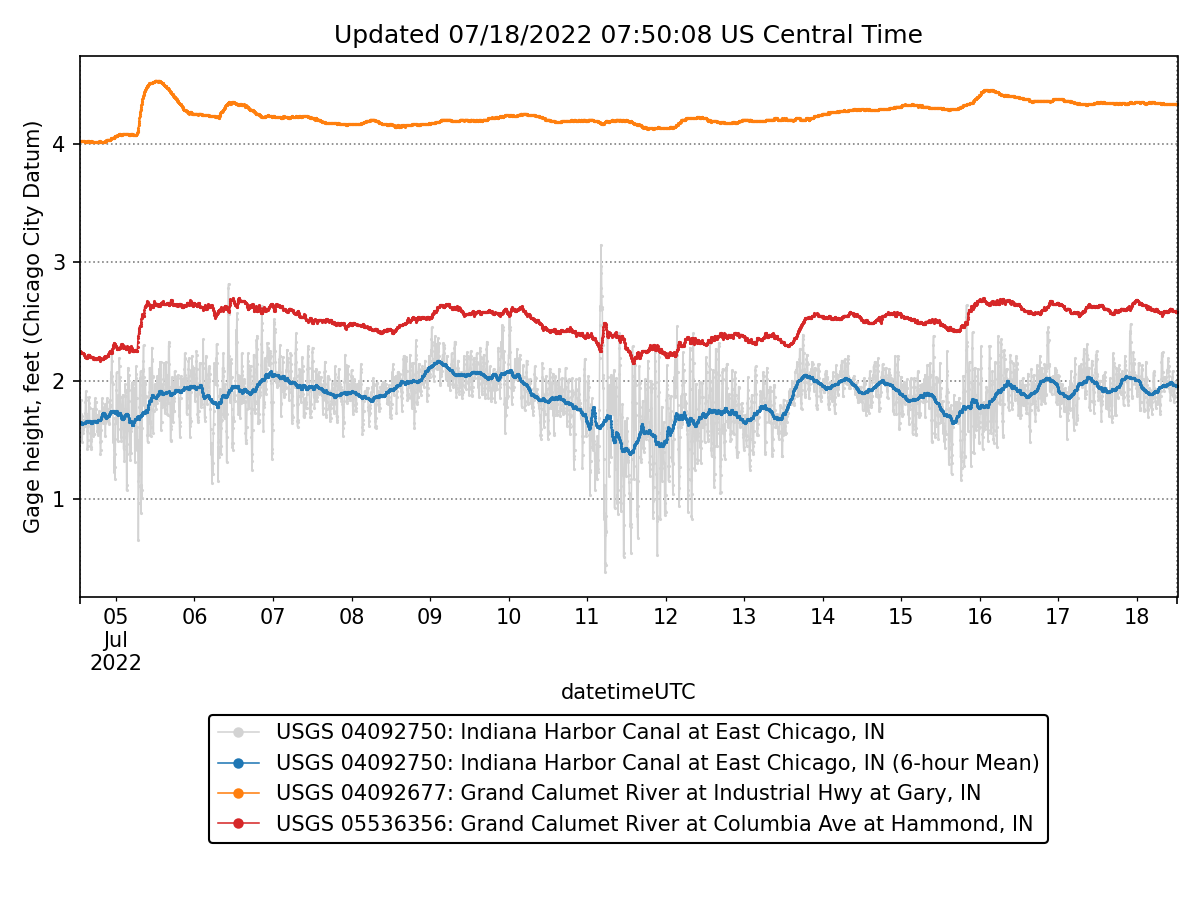 Updated 07/18/2022 07:50:08 US Central Time
Gage height, feet (Chicago City Datum)
4
3
2
1
05 06 07 08 09 10 11 12 13 14 15 16 17 18
Jul
2022
datetimeUTC
USGS 04092750: Indiana Harbor Canal at East Chicago, IN
USGS 04092750: Indiana Harbor Canal at East Chicago, IN (6-hour Mean)
USGS 04092677: Grand Calumet River at Industrial Hwy at Gary, IN
USGS 05536356: Grand Calumet River at Columbia Ave at Hammond, IN